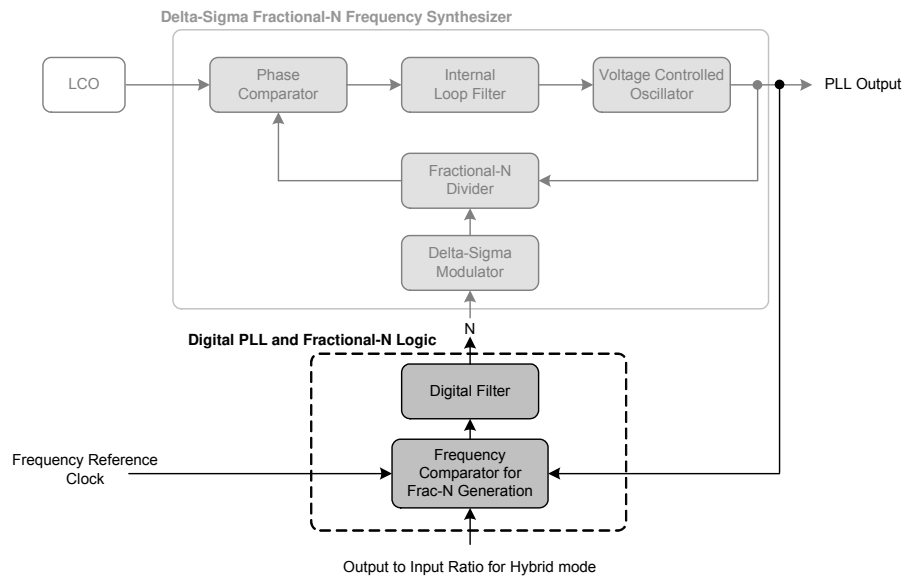 Delta-Sigma Fractional-N Frequency Synthesizer
LCO
Phase
Comparator
Internal
Loop Filter
Voltage Controlled
Oscillator
PLL Output
Fractional-N
Divider
Delta-Sigma
Modulator
N
Digital PLL and Fractional-N Logic
Digital Filter
Frequency Reference
Clock
Frequency
Comparator for
Frac-N Generation
Output to Input Ratio for Hybrid mode